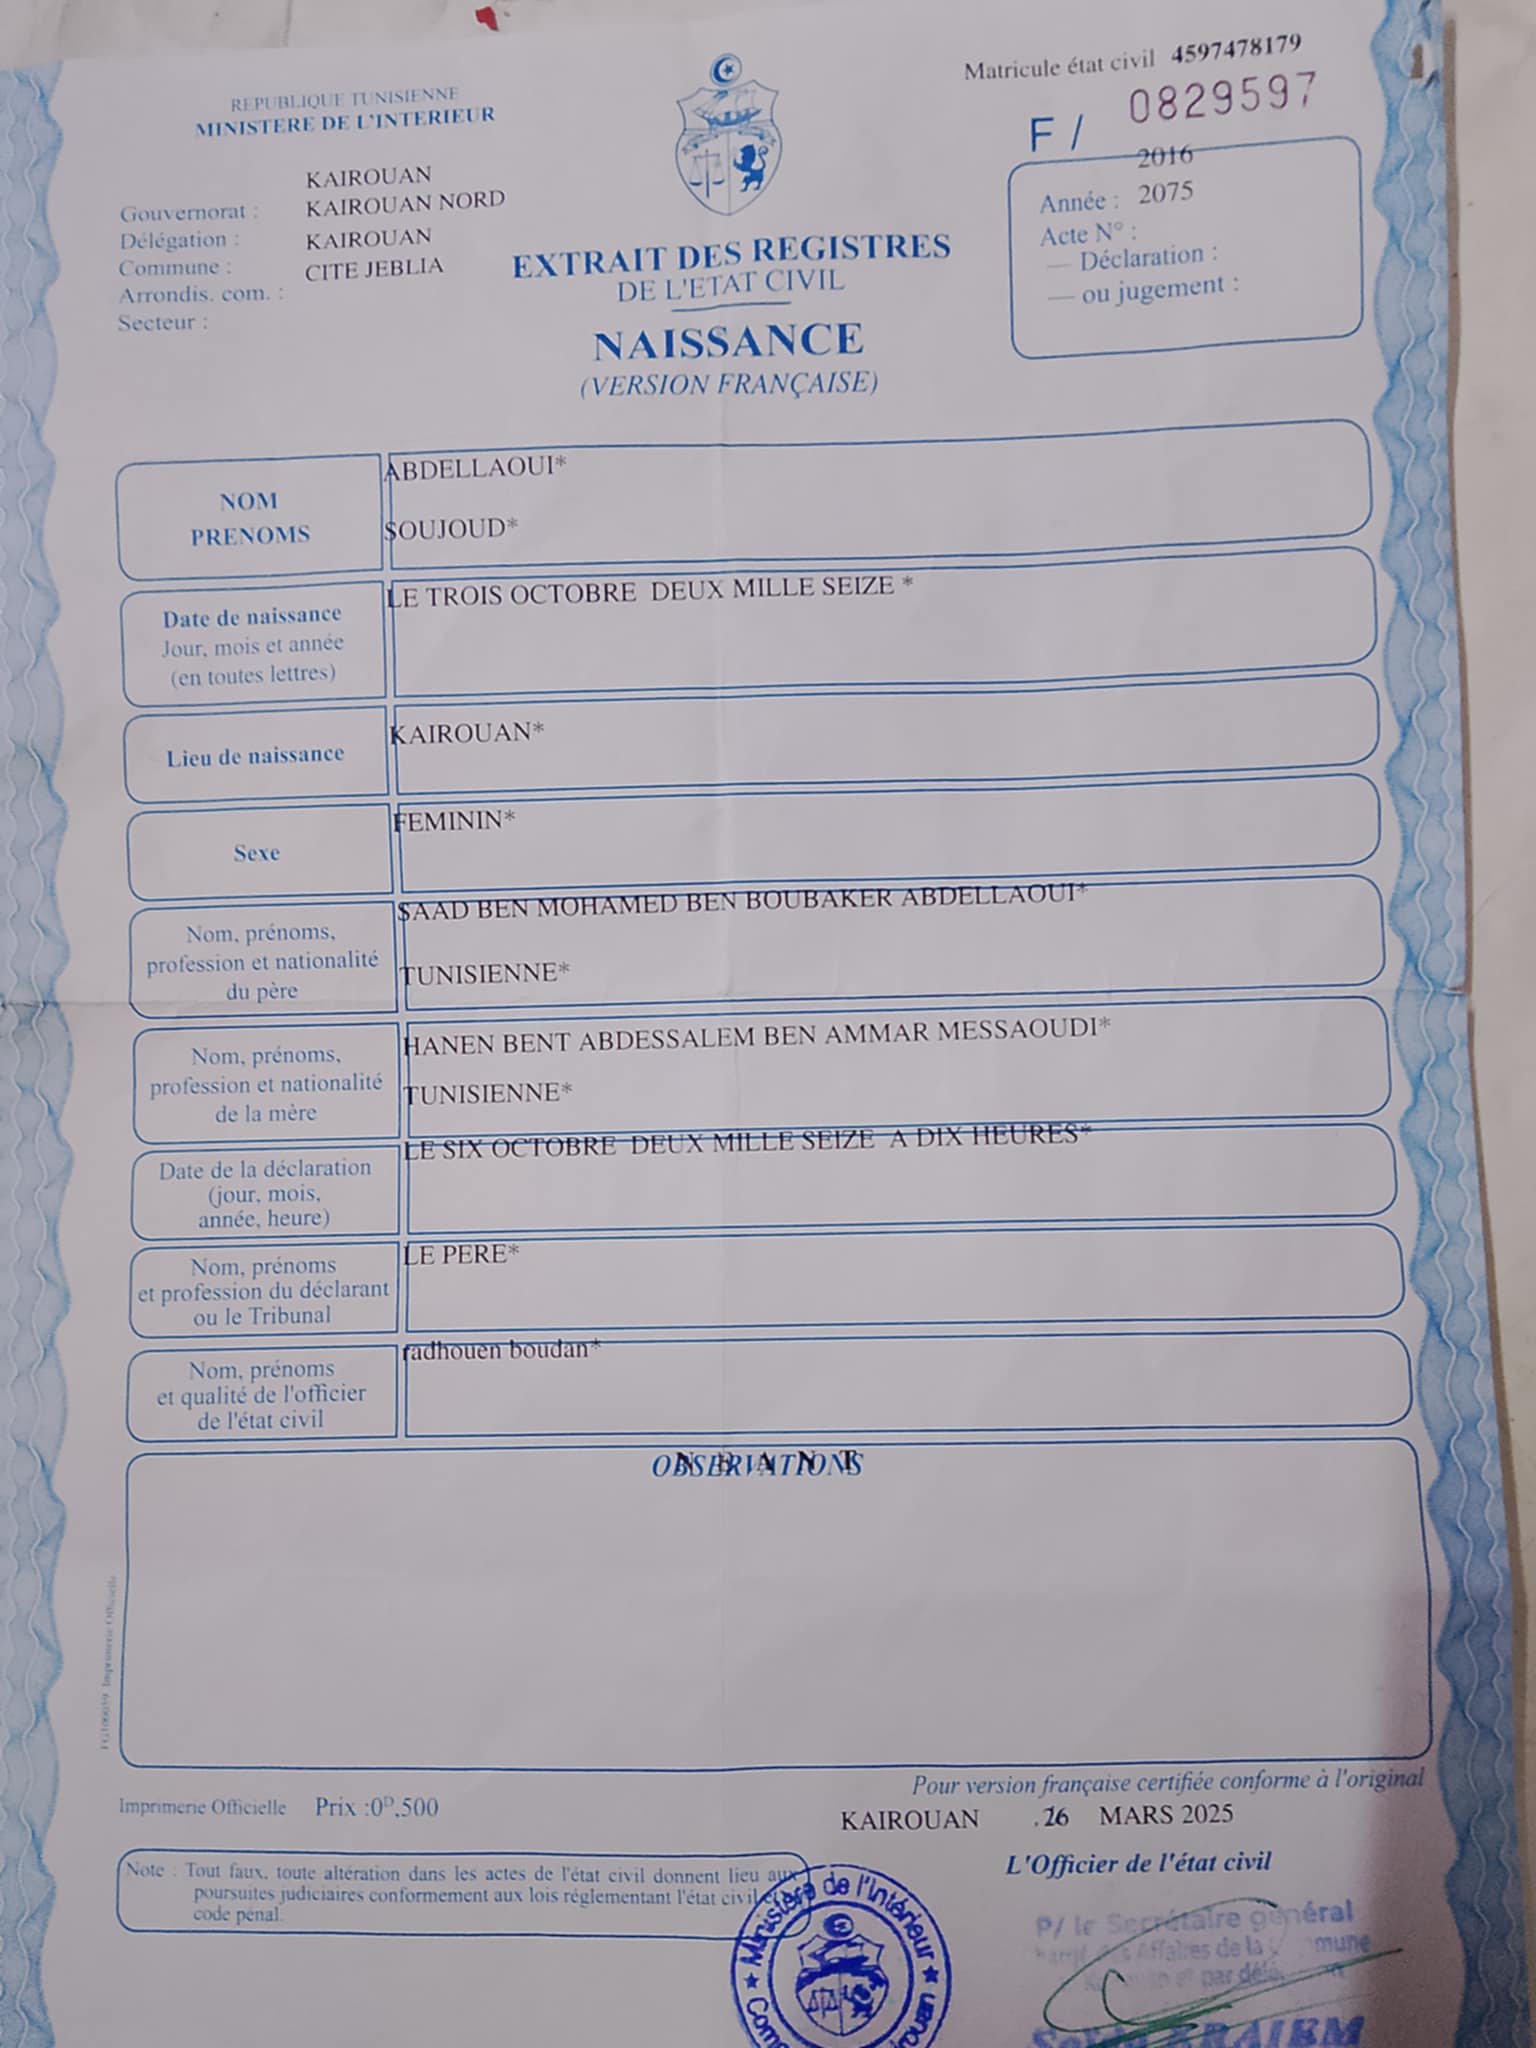 REPUBLIQUE TUNISIENNE
MINISTERE DE L'INTERIEUR
Matricule état civil 4597478179
F / 0829597
KAIROUAN
Gouvernorat : KAIROUAN NORD
Délégation : KAIROUAN
Commune : CITE JEBLIA
Arrondis. com. :
Secteur :
2016
Année : 2075
Acte N° :
— Déclaration :
— ou jugement :
EXTRAIT DES REGISTRES
DE L'ETAT CIVIL
NAISSANCE
(VERSION FRANÇAISE)
NOM
PRENOMS
ABDELLAOUI*
SOUJOUD*
Date de naissance
Jour, mois et année
(en toutes lettres)
LE TROIS OCTOBRE DEUX MILLE SEIZE *
Lieu de naissance
KAIROUAN*
Sexe
FEMININ*
Nom, prénoms,
profession et nationalité
du père
SAAD BEN MOHAMED BEN BOUBAKER ABDELLAOUI*
TUNISIENNE*
Nom, prénoms,
profession et nationalité
de la mère
HANEN BENT ABDESSALEM BEN AMMAR MESSAOUDI*
TUNISIENNE*
Date de la déclaration
(jour, mois,
année, heure)
LE SIX OCTOBRE DEUX MILLE SEIZE A DIX HEURES*
Nom, prénoms
et profession du déclarant
ou le Tribunal
LE PERE*
Nom, prénoms
et qualité de l'officier
de l'état civil
radhouen boudan*
OBSERVATIONS
N E A N T
Imprimerie Officielle
Imprimerie Officielle Prix :0ᴰ,500
Pour version française certifiée conforme à l'original
KAIROUAN .26 MARS 2025
L'Officier de l'état civil
Note : Tout faux, toute altération dans les actes de l'état civil donnent lieu aux
poursuites judiciaires conformement aux lois réglementant l'état civil et
code pénal.
Ministère de l'Intérieur
P/ le Secrétaire général
Affaires de la
et par